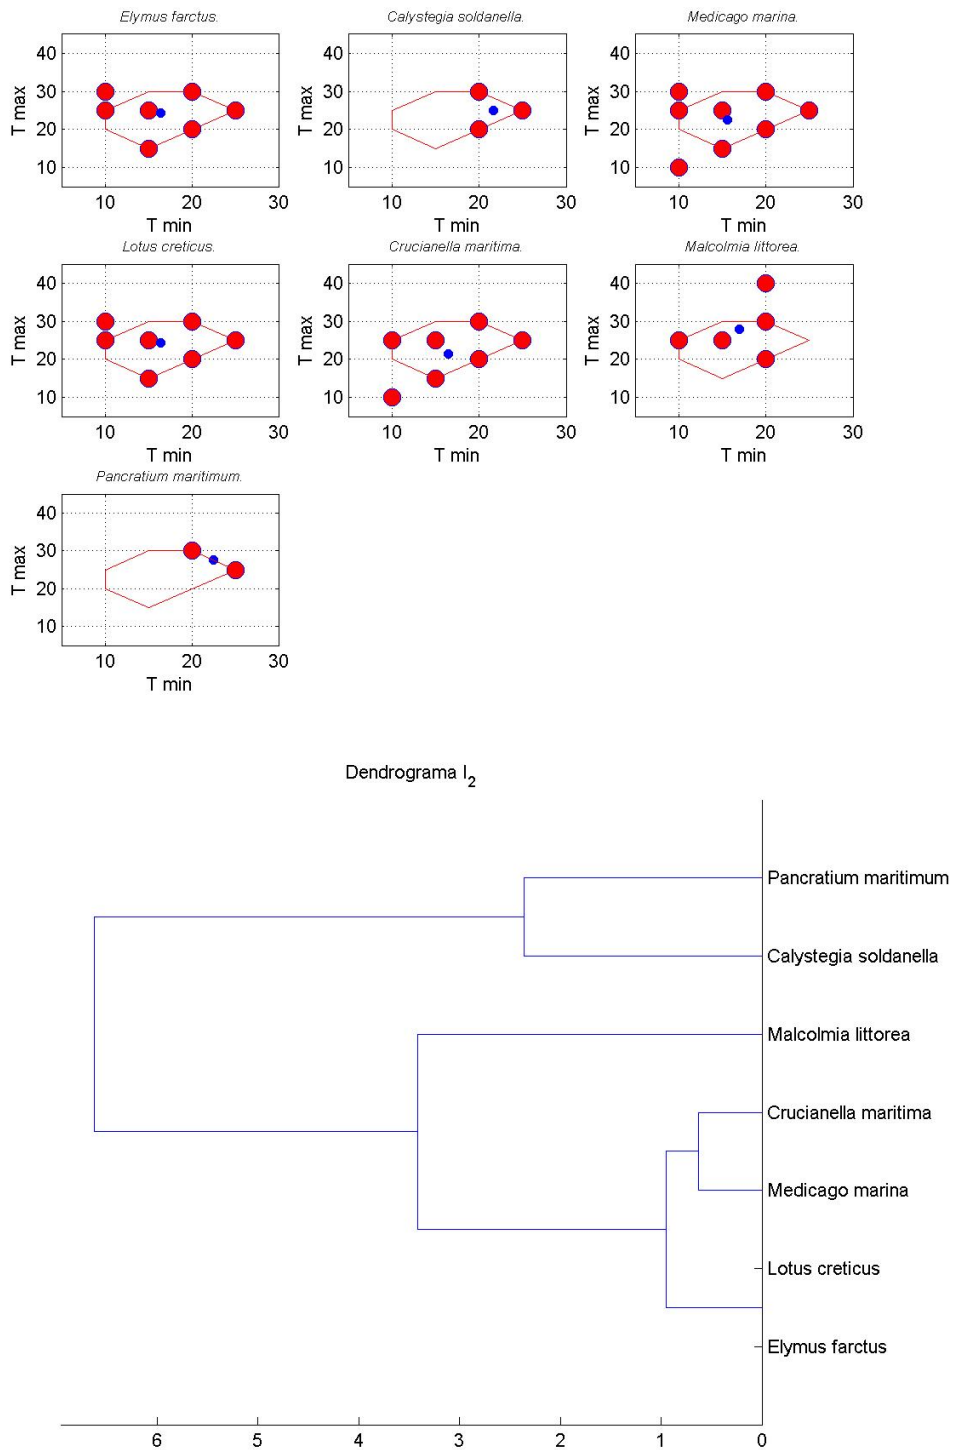 Elymus farctus.
Calystegia soldanella.
Medicago marina.
40
30
20
10
T max
10 20 30
T min
40
30
20
10
T max
10 20 30
T min
40
30
20
10
T max
10 20 30
T min
Lotus creticus.
Crucianella maritima.
Malcolmia littorea.
40
30
20
10
T max
10 20 30
T min
40
30
20
10
T max
10 20 30
T min
40
30
20
10
T max
10 20 30
T min
Pancratium maritimum.
40
30
20
10
T max
10 20 30
T min
Dendrograma I2
Pancratium maritimum
Calystegia soldanella
Malcolmia littorea
Crucianella maritima
Medicago marina
Lotus creticus
Elymus farctus
6 5 4 3 2 1 0